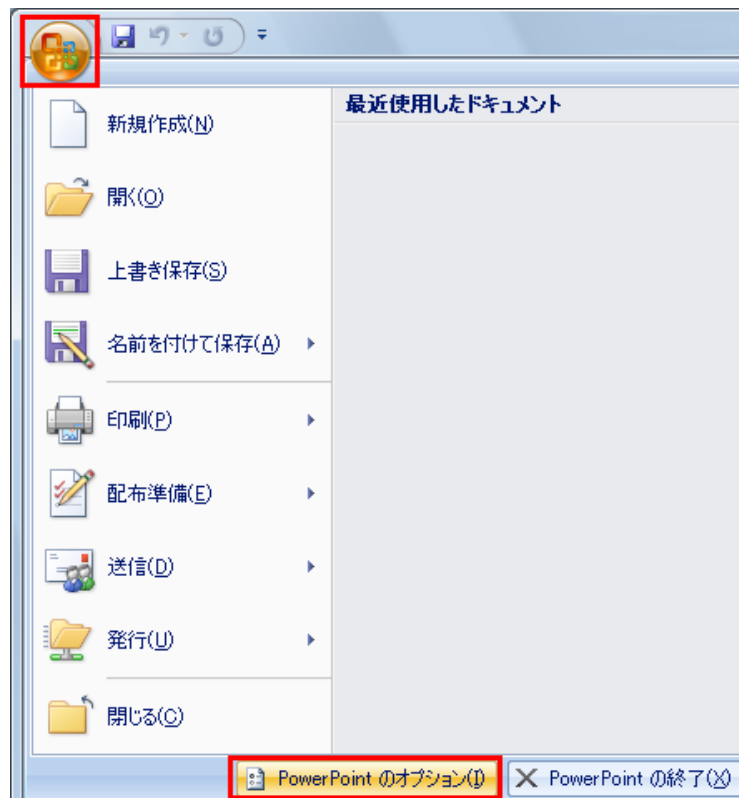 最近使用したドキュメント
新規作成(N)
開く(O)
上書き保存(S)
名前を付けて保存(A)
印刷(P)
配布準備(E)
送信(D)
発行(U)
閉じる(C)
PowerPoint のオプション(I)
PowerPoint の終了(X)